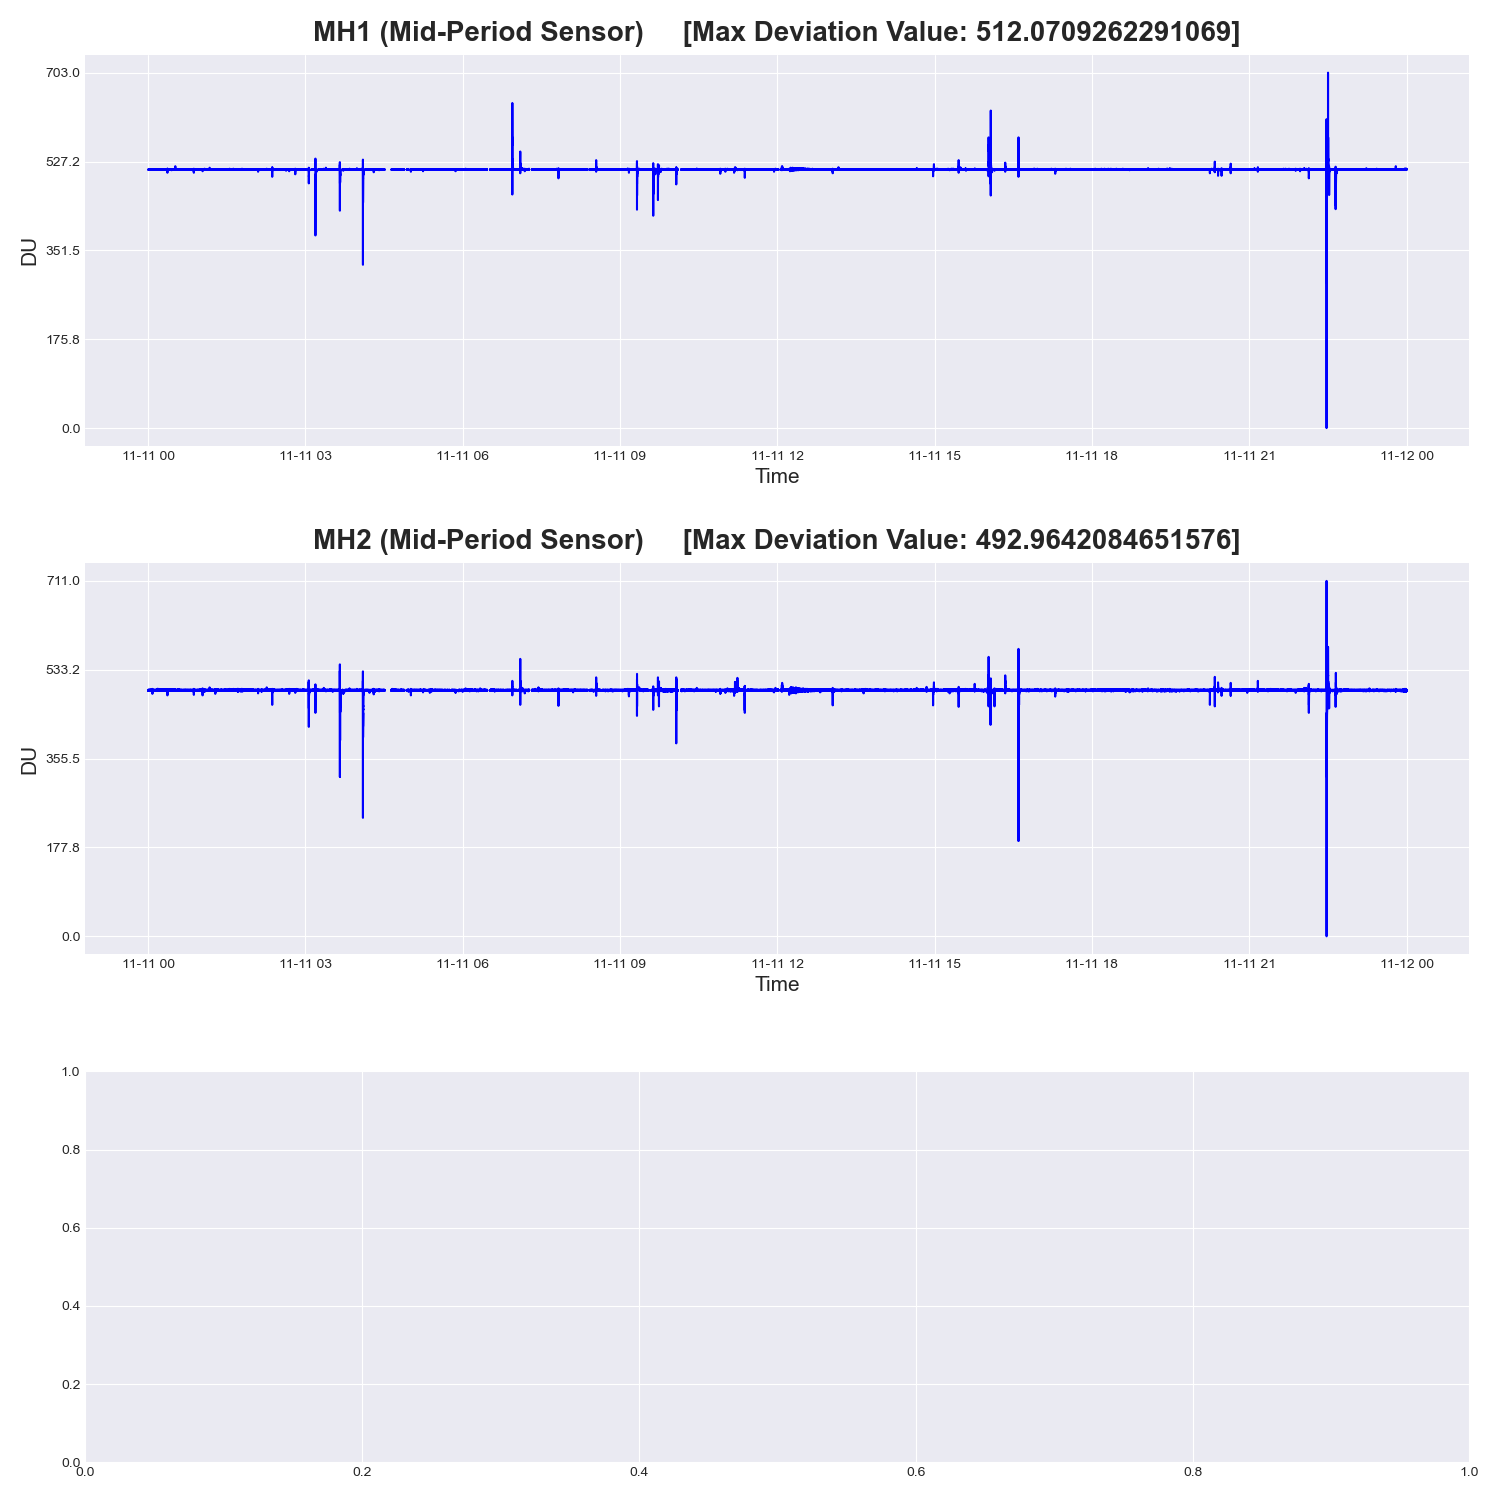 MH1 (Mid-Period Sensor) [Max Deviation Value: 512.0709262291069]
703.0
527.2
351.5
175.8
0.0
DU
11-11 00 11-11 03 11-11 06 11-11 09 11-11 12 11-11 15 11-11 18 11-11 21 11-12 00
Time
MH2 (Mid-Period Sensor) [Max Deviation Value: 492.9642084651576]
711.0
533.2
355.5
177.8
0.0
DU
11-11 00 11-11 03 11-11 06 11-11 09 11-11 12 11-11 15 11-11 18 11-11 21 11-12 00
Time
1.0
0.8
0.6
0.4
0.2
0.0
0.0 0.2 0.4 0.6 0.8 1.0